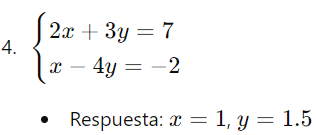 4. { 2x + 3y = 7
x − 4y = −2
• Respuesta: x = 1, y = 1.5